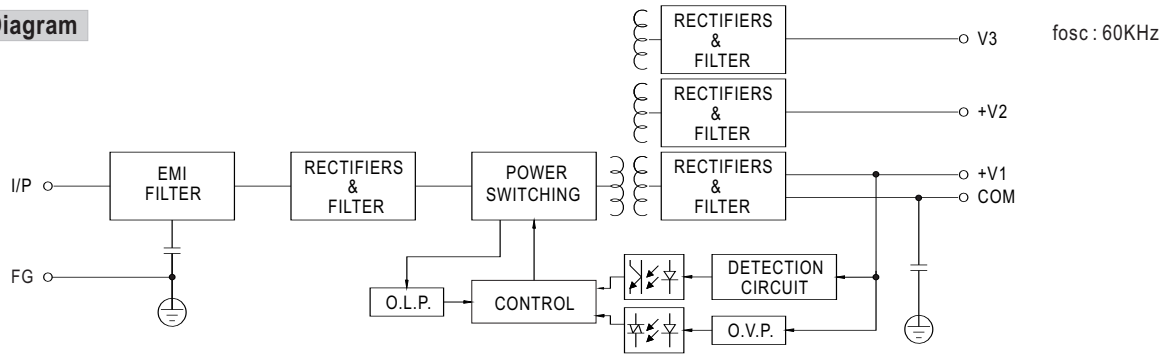 Diagram
RECTIFIERS
&
FILTER
V3
fosc : 60KHz
RECTIFIERS
&
FILTER
+V2
I/P
EMI
FILTER
RECTIFIERS
&
FILTER
POWER
SWITCHING
RECTIFIERS
&
FILTER
+V1
COM
FG
O.L.P.
CONTROL
DETECTION
CIRCUIT
O.V.P.